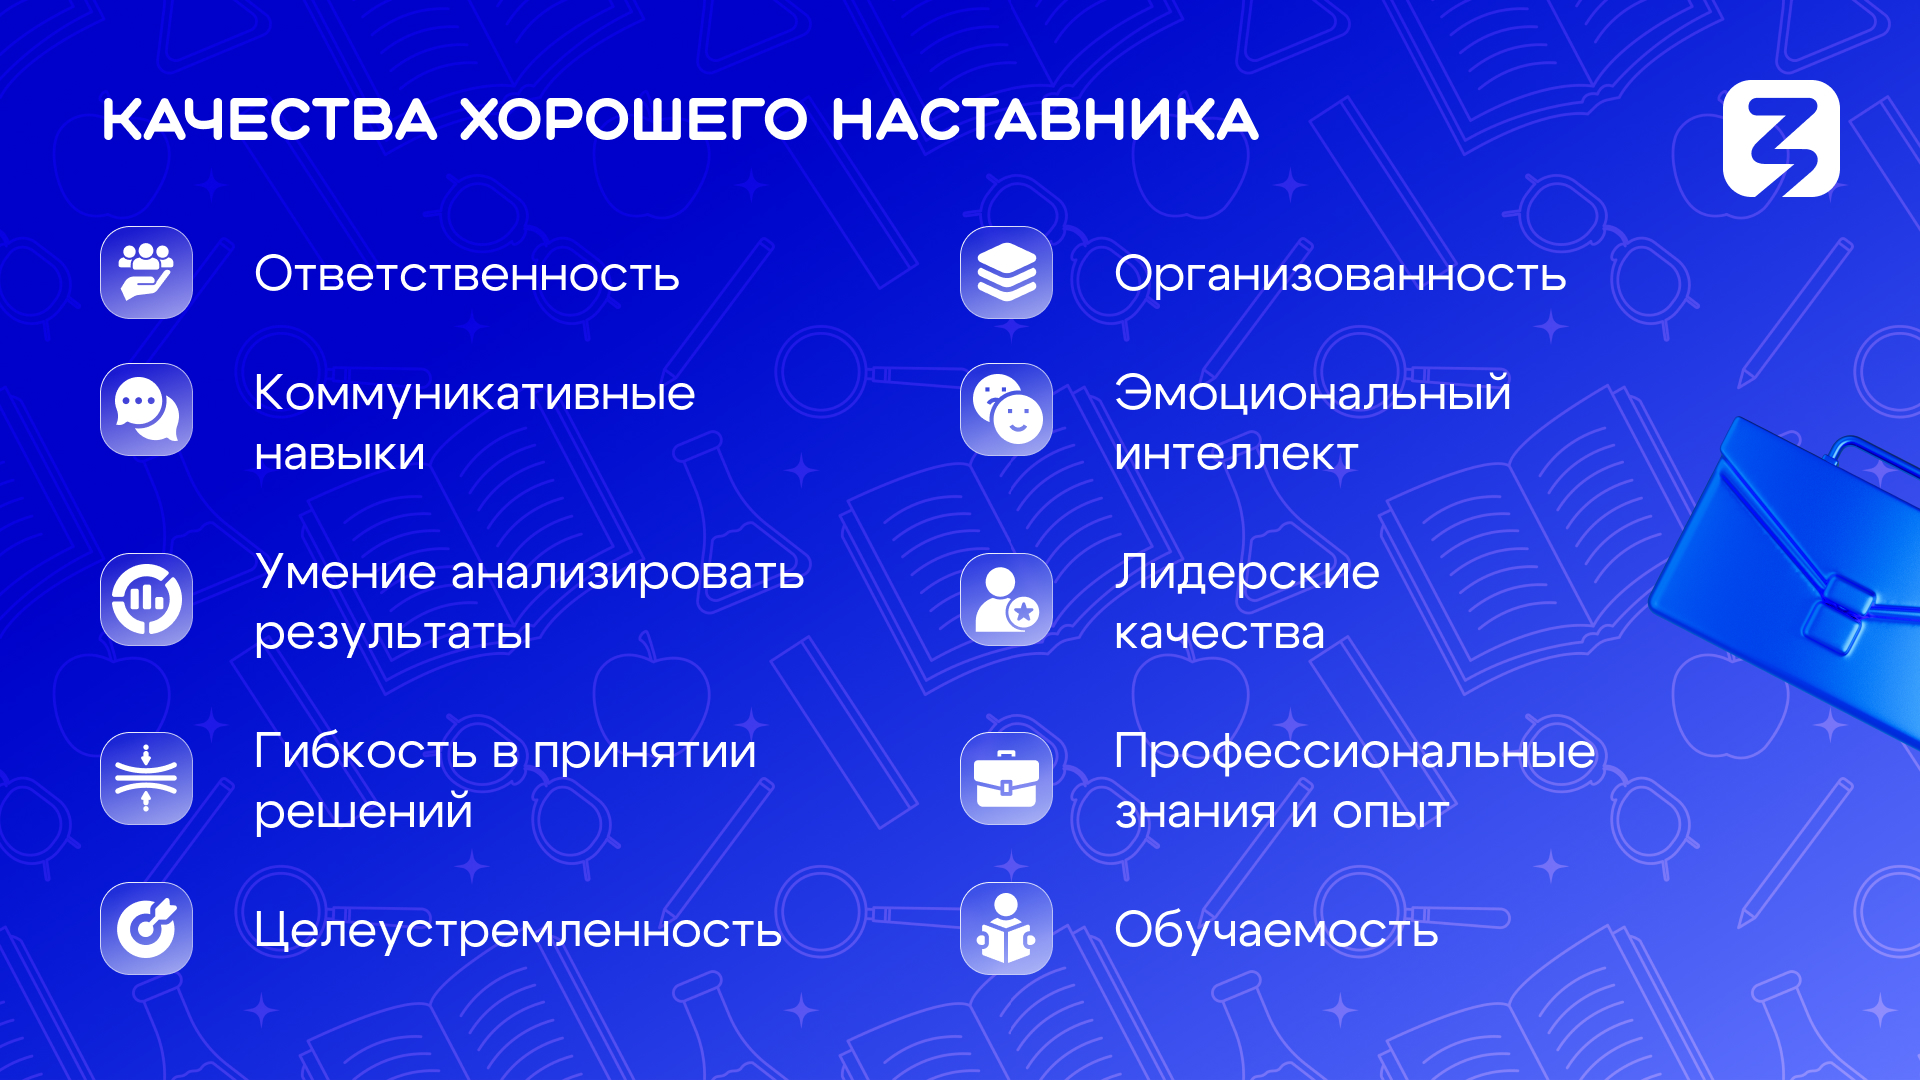 КАЧЕСТВА ХОРОШЕГО НАСТАВНИКА
Ответственность
Коммуникативные
навыки
Умение анализировать
результаты
Гибкость в принятии
решений
Целеустремленность
Организованность
Эмоциональный
интеллект
Лидерские
качества
Профессиональные
знания и опыт
Обучаемость